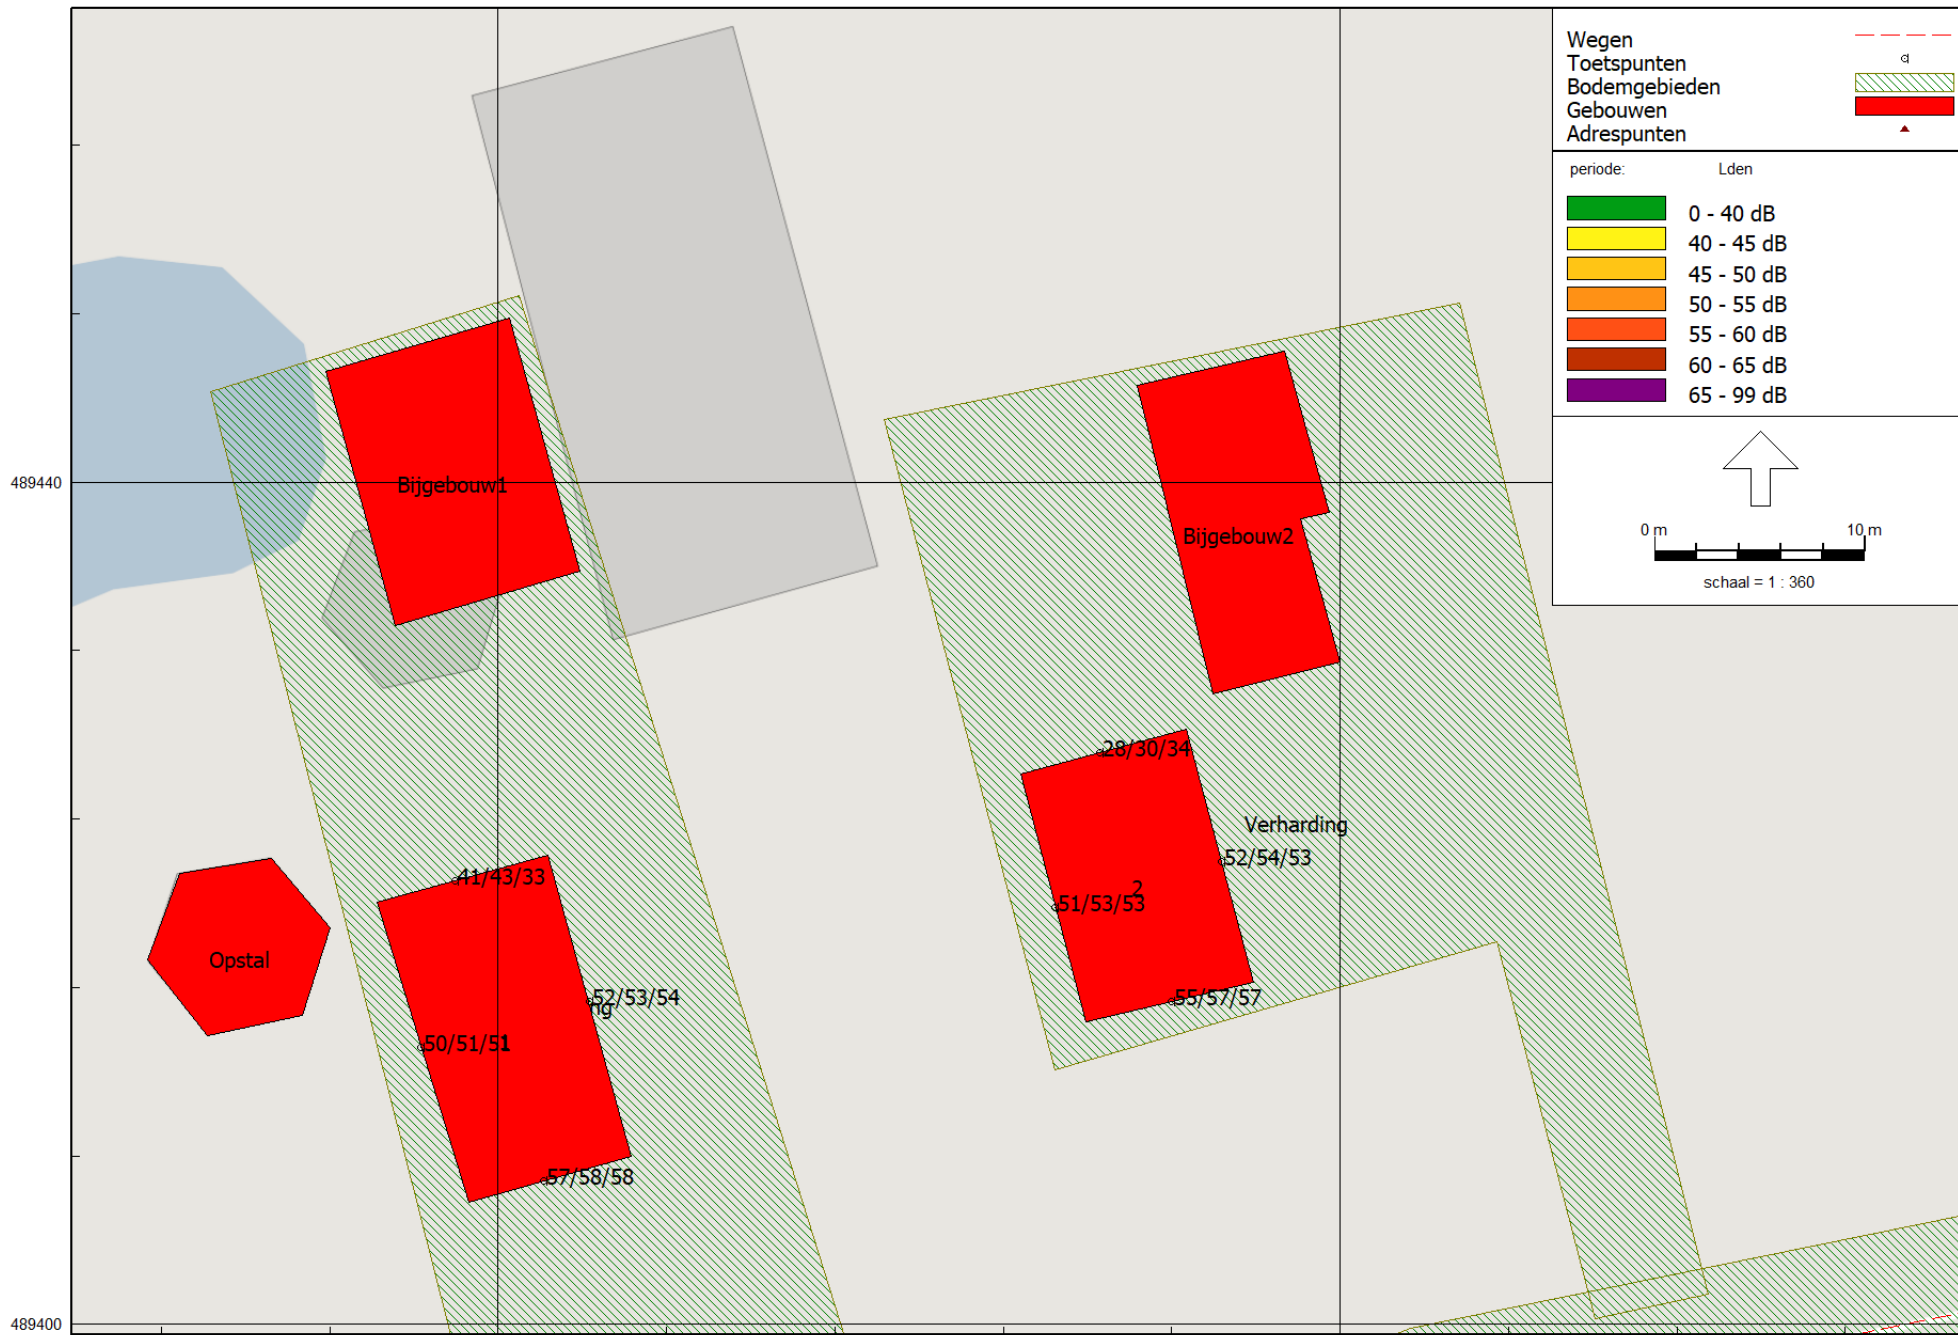 Wegen
Toetspunten
Bodemgebieden
Gebouwen
Adrespunten
periode: Lden
0 - 40 dB
40 - 45 dB
45 - 50 dB
50 - 55 dB
55 - 60 dB
60 - 65 dB
65 - 99 dB
0 m 10 m
schaal = 1 : 360
489440
Bijgebouw1
Bijgebouw2
28/30/34
Verharding
52/54/53
41/43/33
2
51/53/53
Opstal
52/53/54
ng
55/57/57
50/51/51
57/58/58
489400